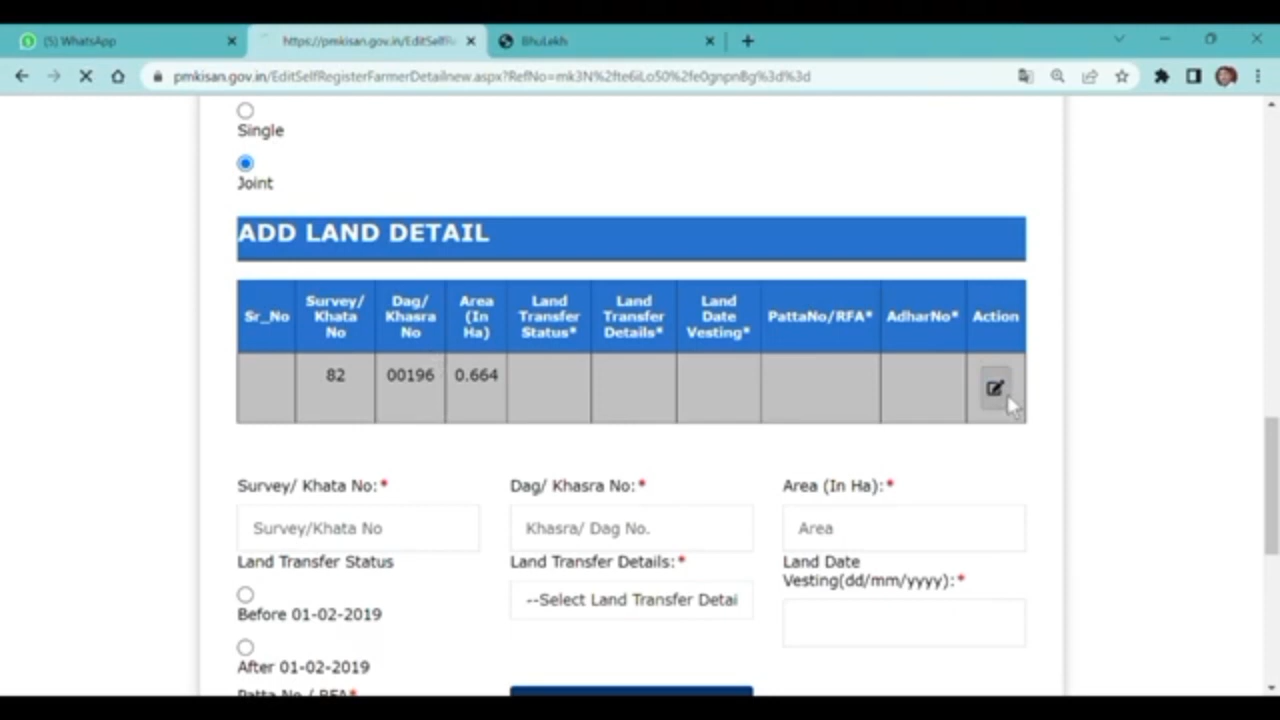 (5) WhatsApp
https://pmkisan.gov.in/EditSelfR
BhuLekh
pmkisan.gov.in/EditSelfRegisterFarmerDetailnew.aspx?RefNo=mk3N%2fte6iLo50%2fe0gnpnBg%3d%3d
Single
Joint
ADD LAND DETAIL
Sr_No
Survey/
Khata
No
Dag/
Khasra
No
Area
(In
Ha)
Land
Transfer
Status*
Land
Transfer
Details*
Land
Date
Vesting*
PattaNo/RFA*
AdharNo*
Action
82
00196
0.664
Survey/ Khata No:*
Dag/ Khasra No:*
Area (In Ha):*
Survey/Khata No
Khasra/ Dag No.
Area
Land Transfer Status
Land Transfer Details:*
Land Date
Vesting(dd/mm/yyyy):*
--Select Land Transfer Detai
Before 01-02-2019
After 01-02-2019
Patta No / RFA*